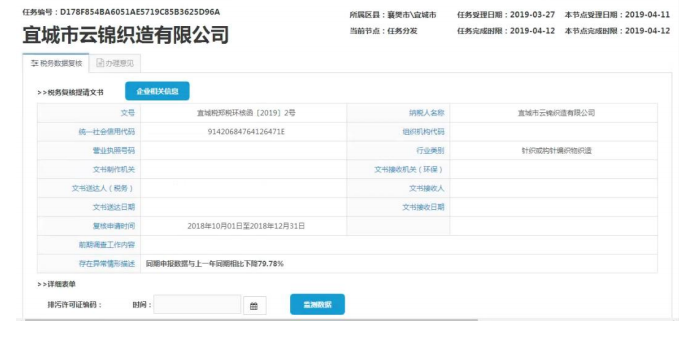 任务编号：D178F854BA6051AE5719C85B3625D96A
所属区县：襄樊市\宜城市 任务受理日期：2019-03-27 本节点受理日期：2019-04-11
宜城市云锦织造有限公司
当前节点：任务分发 任务完成时限：2019-04-12 本节点完成时限：2019-04-12
税务数据复核 办理意见
>>税务复核提请文书 企业相关信息
文号 宜城税郑税环核函［2019］2号 纳税人名称 宜城市云锦织造有限公司
统一社会信用代码 91420684764126471E 组织机构代码
营业执照号码 行业类别 针织或钩针编织物织造
文书制作机关 文书接收机关（环保）
文书送达人（税务） 文书接收人
文书送达日期 文书接收日期
复核申请时间 2018年10月01日至2018年12月31日
前期调查工作内容
存在异常情形描述 同期申报数据与上一年同期相比下降79.78%
>>详细表单
排污许可证编码： 时间： 监测数据